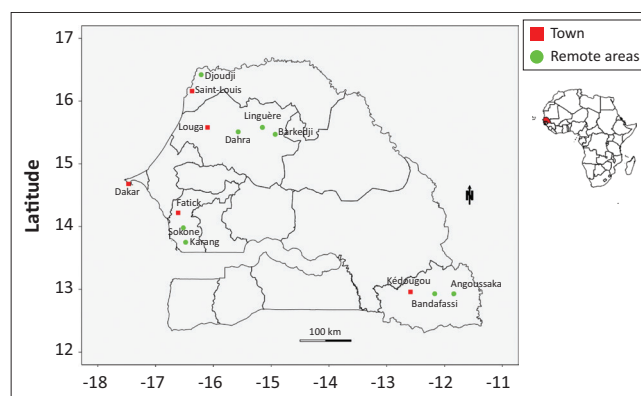 17
16
15
14
13
12
Latitude
Djoudji
Saint-Louis
Linguère
Louga
Dahra
Barkedji
Dakar
Fatick
Sokone
Karang
Kédougou
Angoussaka
Bandafassi
N
100 km
-18 -17 -16 -15 -14 -13 -12 -11
Town
Remote areas